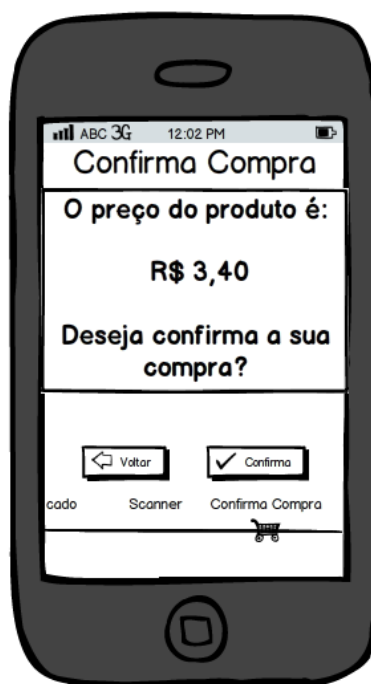 ABC 3G 12:02 PM
Confirma Compra
O preço do produto é:
R$ 3,40
Deseja confirma a sua
compra?
Voltar Confirma
cado Scanner Confirma Compra